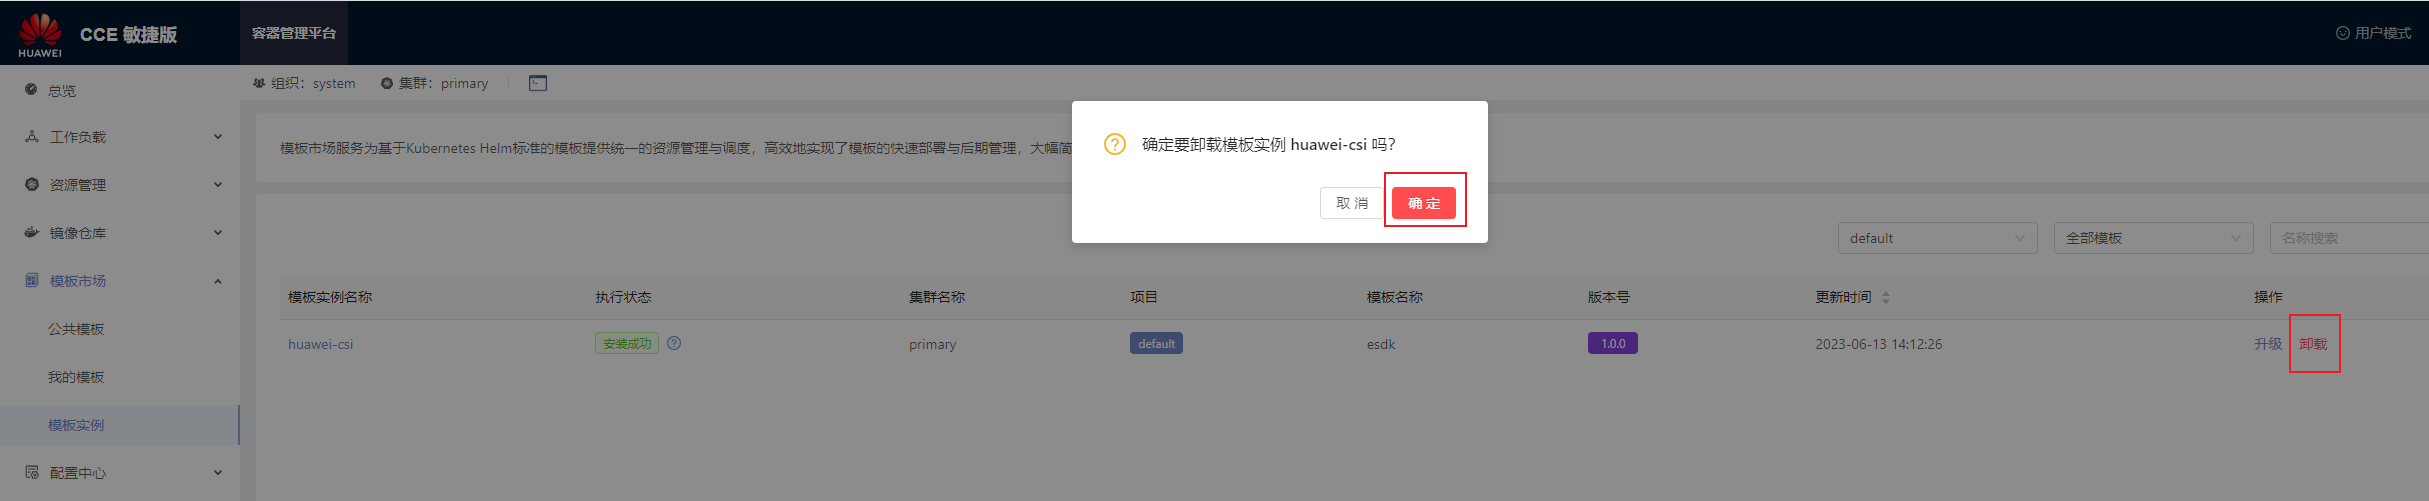 HUAWEI
CCE 敏捷版
容器管理平台
用户模式
总览
工作负载
资源管理
镜像仓库
模板市场
公共模板
我的模板
模板实例
配置中心
组织: system
集群: primary
模板市场服务为基于Kubernetes Helm标准的模板提供统一的资源管理与调度，高效地实现了模板的快速部署与后期管理，大幅简
确定要卸载模板实例 huawei-csi 吗?
取 消
确 定
default
全部模板
名称搜索
模板实例名称 执行状态 集群名称 项目 模板名称 版本号 更新时间 操作
huawei-csi 安装成功 primary default esdk 1.0.0 2023-06-13 14:12:26 升级 卸载